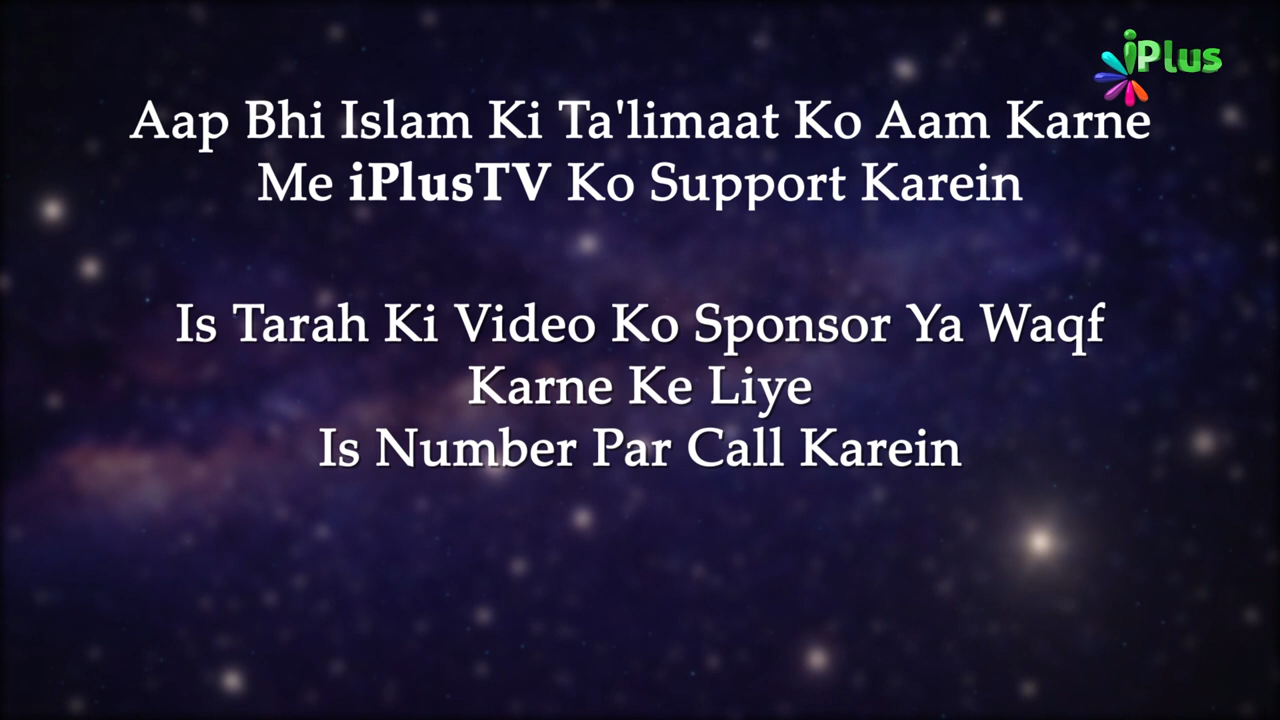 iPlus
Aap Bhi Islam Ki Ta'limaat Ko Aam Karne
Me iPlusTV Ko Support Karein
Is Tarah Ki Video Ko Sponsor Ya Waqf
Karne Ke Liye
Is Number Par Call Karein